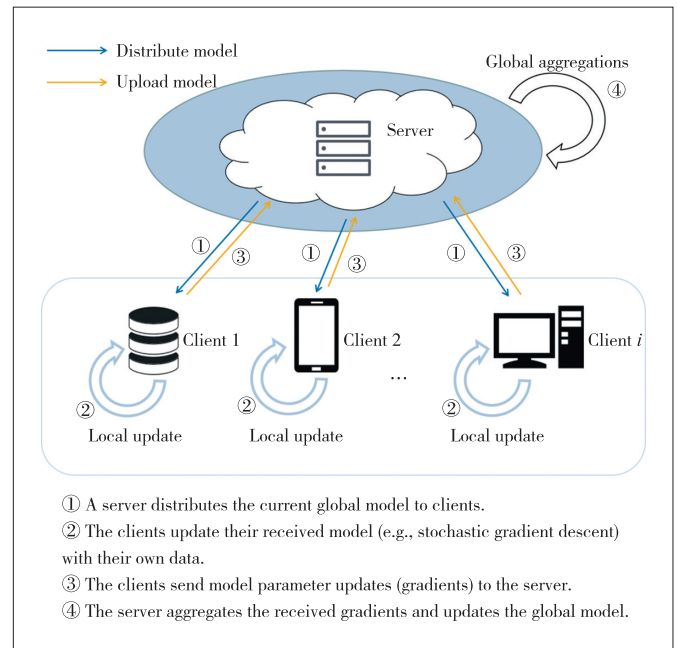 Distribute model
Upload model
Global aggregations
④
Server
① ③ ① ③ ① ③
Client 1 Client 2 Client i
...
② ② ②
Local update Local update Local update
① A server distributes the current global model to clients.
② The clients update their received model (e.g., stochastic gradient descent)
with their own data.
③ The clients send model parameter updates (gradients) to the server.
④ The server aggregates the received gradients and updates the global model.